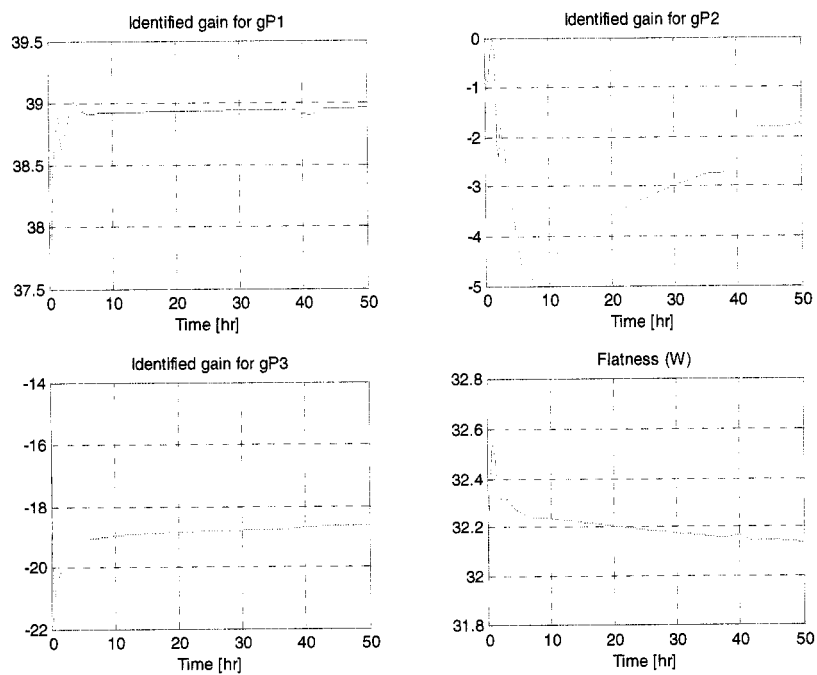 Identified gain for gP1
39.5
39
38.5
38
37.5
0 10 20 30 40 50
Time [hr]
Identified gain for gP2
0
-1
-2
-3
-4
-5
0 10 20 30 40 50
Time [hr]
Identified gain for gP3
-14
-16
-18
-20
-22
0 10 20 30 40 50
Time [hr]
Flatness (W)
32.8
32.6
32.4
32.2
32
31.8
0 10 20 30 40 50
Time [hr]